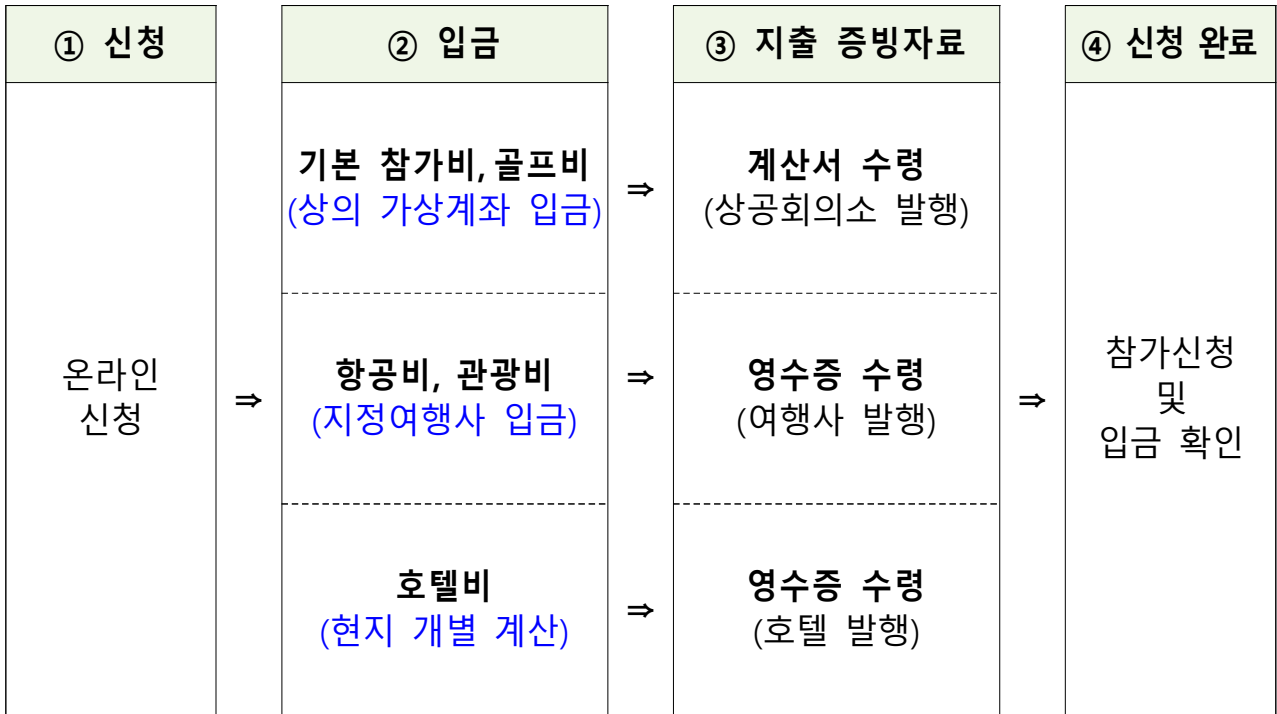 ① 신청
② 입금
③ 지출 증빙자료
④ 신청 완료
온라인
신청
⇒
기본 참가비, 골프비
(상의 가상계좌 입금)
⇒
계산서 수령
(상공회의소 발행)
항공비, 관광비
(지정여행사 입금)
⇒
영수증 수령
(여행사 발행)
호텔비
(현지 개별 계산)
⇒
영수증 수령
(호텔 발행)
⇒
참가신청
및
입금 확인